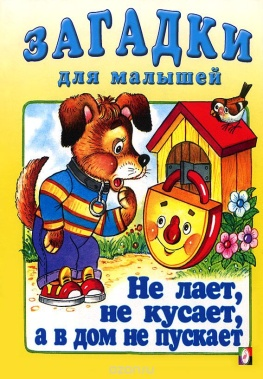 ЗАГАДКИ
для малышей
Не лает,
не кусает,
а в дом не пускает